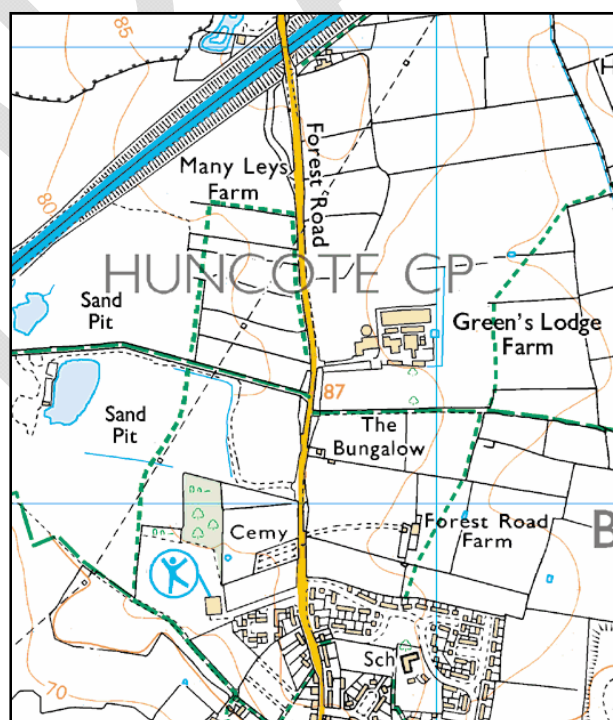 85
Forest Road
Many Leys
Farm
80
HUNCOTE CP
Sand
Pit
Green's Lodge
Farm
87
The
Bungalow
Sand
Pit
Cemy
Forest Road
Farm
B
Sch
70
H